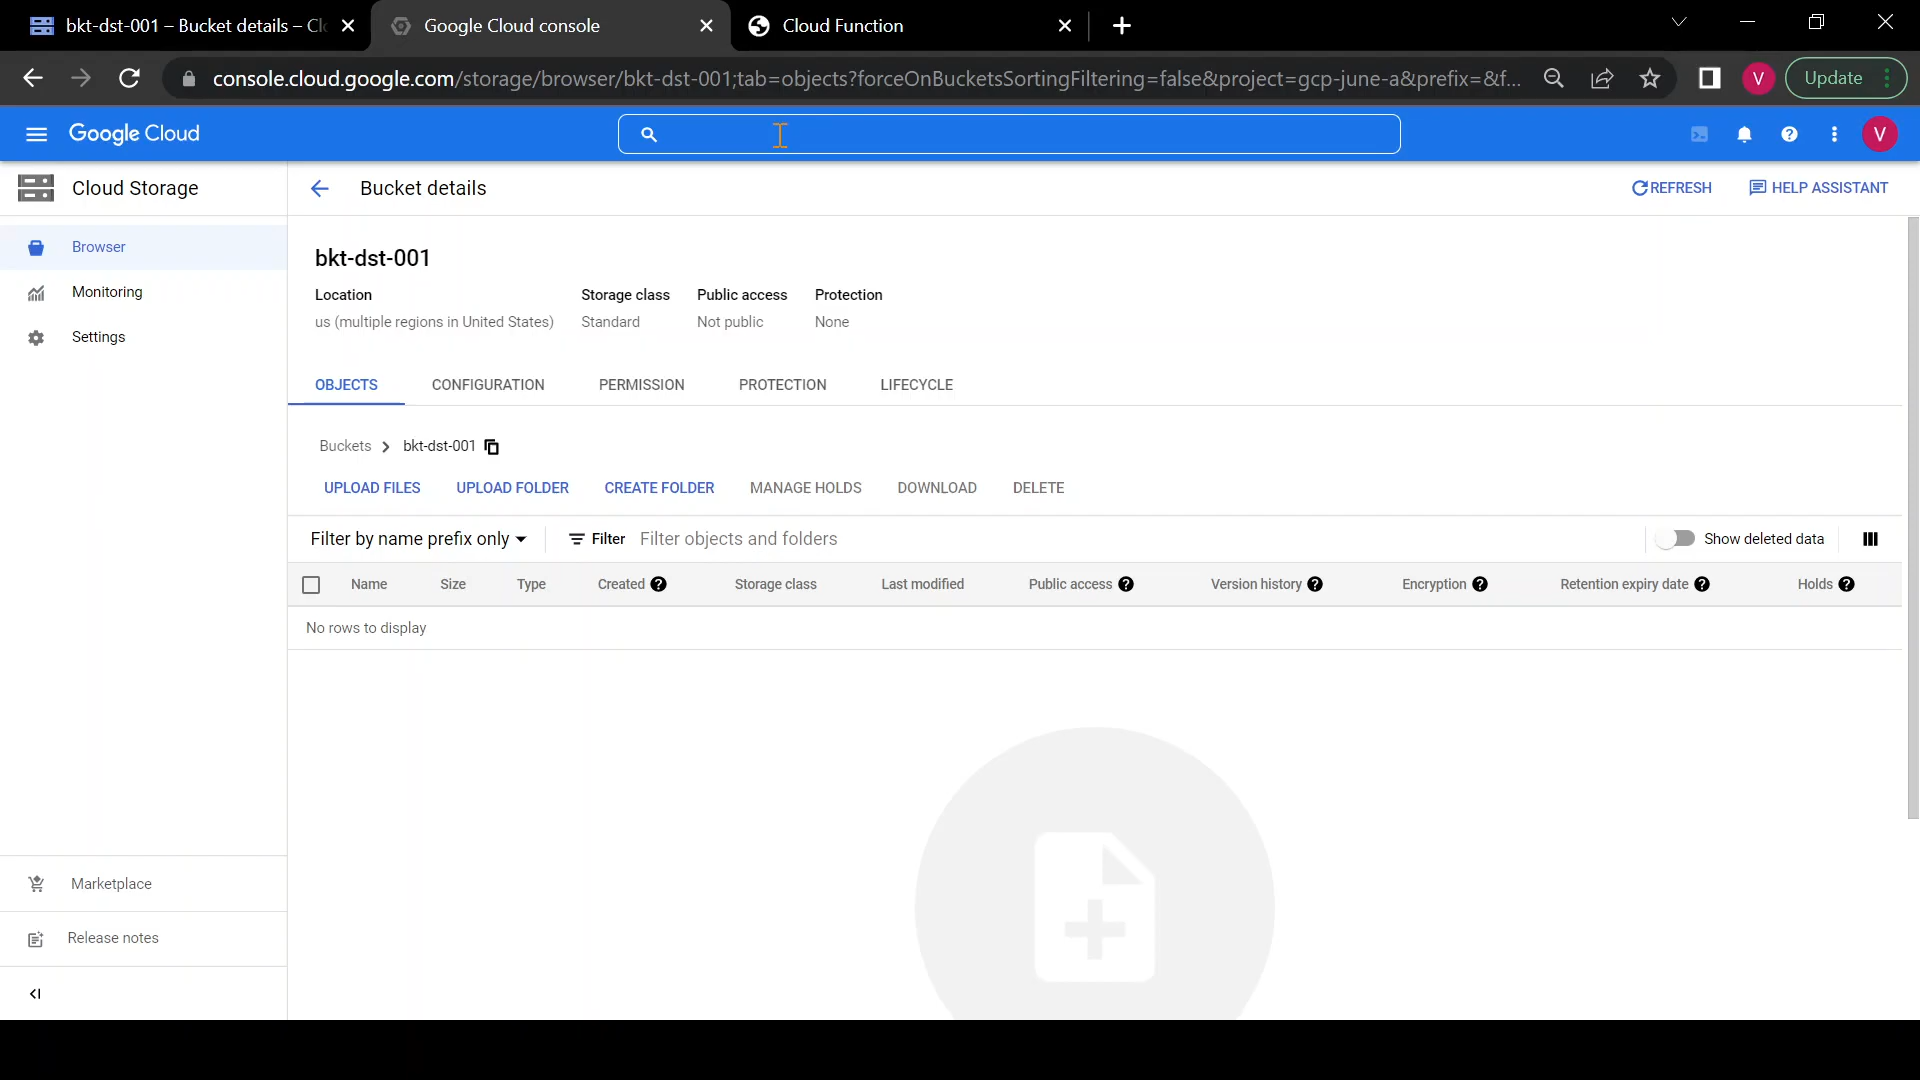 bkt-dst-001 – Bucket details – Cl
Google Cloud console
Cloud Function
console.cloud.google.com/storage/browser/bkt-dst-001;tab=objects?forceOnBucketsSortingFiltering=false&project=gcp-june-a&prefix=&f...
V
Update
Google Cloud
V
Cloud Storage
Bucket details
REFRESH
HELP ASSISTANT
Browser
Monitoring
Settings
bkt-dst-001
Location
Storage class
Public access
Protection
us (multiple regions in United States)
Standard
Not public
None
OBJECTS
CONFIGURATION
PERMISSION
PROTECTION
LIFECYCLE
Buckets > bkt-dst-001
UPLOAD FILES
UPLOAD FOLDER
CREATE FOLDER
MANAGE HOLDS
DOWNLOAD
DELETE
Filter by name prefix only
Filter
Filter objects and folders
Show deleted data
Name
Size
Type
Created
Storage class
Last modified
Public access
Version history
Encryption
Retention expiry date
Holds
No rows to display
Marketplace
Release notes